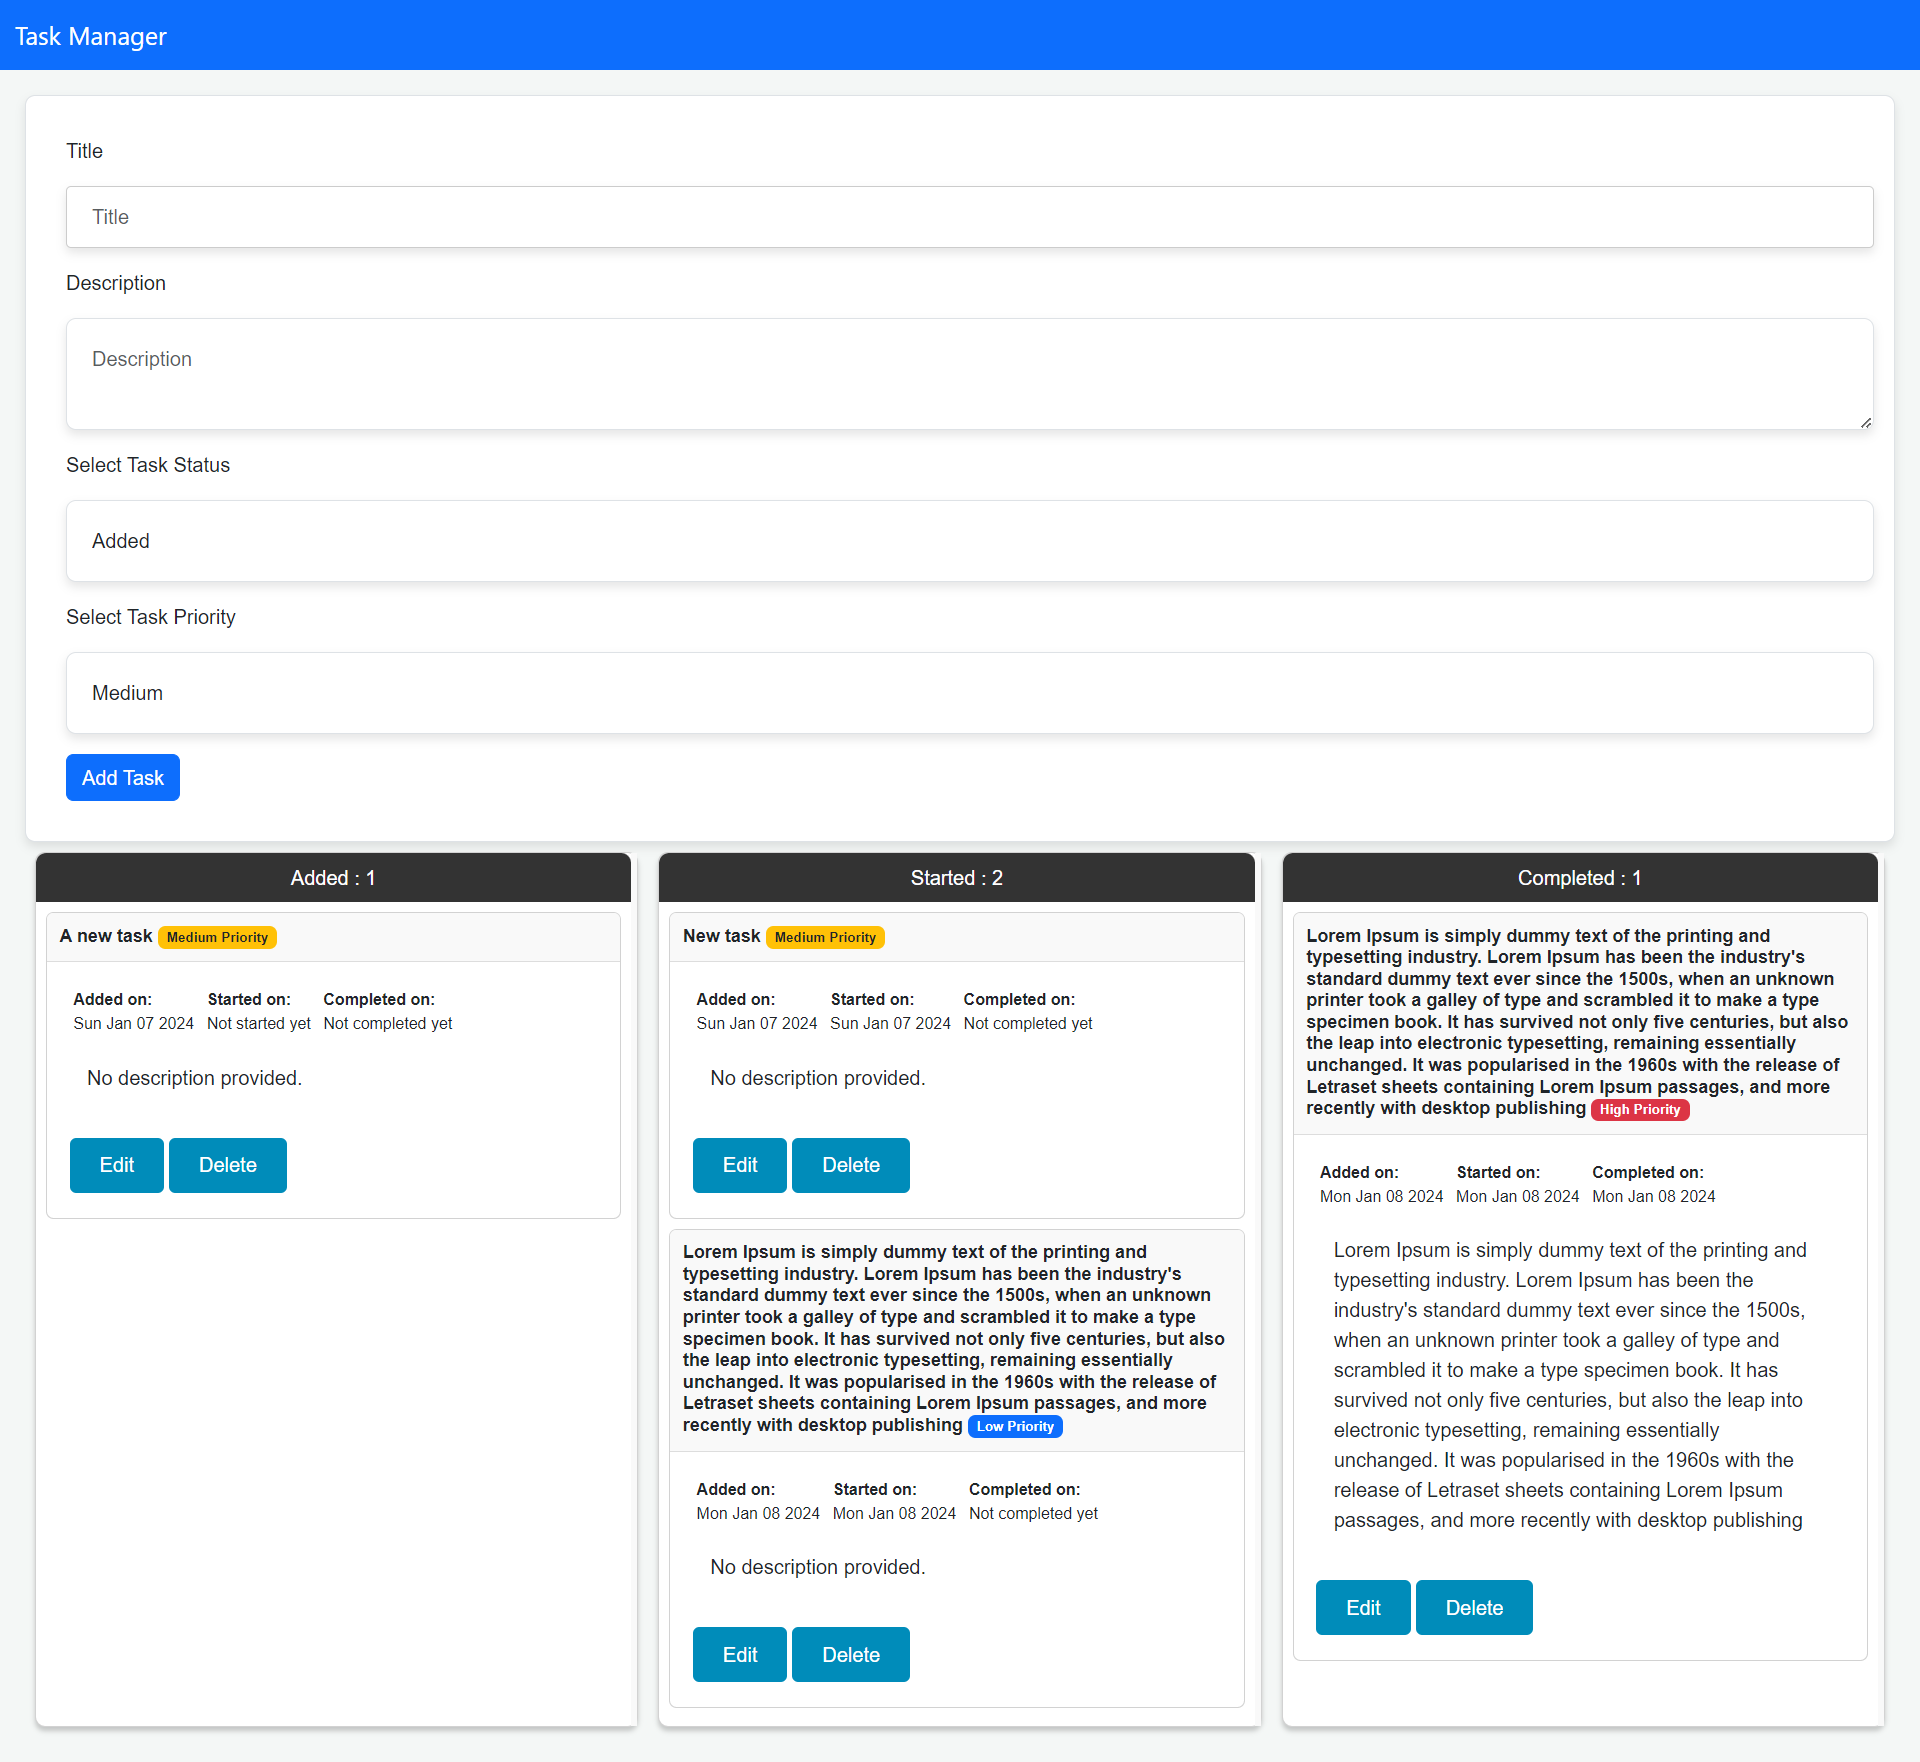 Task Manager
Title
Title
Description
Description
Select Task Status
Added
Select Task Priority
Medium
Add Task
Added : 1
A new task Medium Priority
Added on: Started on: Completed on:
Sun Jan 07 2024 Not started yet Not completed yet
No description provided.
Edit Delete
Started : 2
New task Medium Priority
Added on: Started on: Completed on:
Sun Jan 07 2024 Sun Jan 07 2024 Not completed yet
No description provided.
Edit Delete
Lorem Ipsum is simply dummy text of the printing and
typesetting industry. Lorem Ipsum has been the industry's
standard dummy text ever since the 1500s, when an unknown
printer took a galley of type and scrambled it to make a type
specimen book. It has survived not only five centuries, but also
the leap into electronic typesetting, remaining essentially
unchanged. It was popularised in the 1960s with the release of
Letraset sheets containing Lorem Ipsum passages, and more
recently with desktop publishing Low Priority
Added on: Started on: Completed on:
Mon Jan 08 2024 Mon Jan 08 2024 Not completed yet
No description provided.
Edit Delete
Completed : 1
Lorem Ipsum is simply dummy text of the printing and
typesetting industry. Lorem Ipsum has been the industry's
standard dummy text ever since the 1500s, when an unknown
printer took a galley of type and scrambled it to make a type
specimen book. It has survived not only five centuries, but also
the leap into electronic typesetting, remaining essentially
unchanged. It was popularised in the 1960s with the release of
Letraset sheets containing Lorem Ipsum passages, and more
recently with desktop publishing High Priority
Added on: Started on: Completed on:
Mon Jan 08 2024 Mon Jan 08 2024 Mon Jan 08 2024
Lorem Ipsum is simply dummy text of the printing and
typesetting industry. Lorem Ipsum has been the
industry's standard dummy text ever since the 1500s,
when an unknown printer took a galley of type and
scrambled it to make a type specimen book. It has
survived not only five centuries, but also the leap into
electronic typesetting, remaining essentially
unchanged. It was popularised in the 1960s with the
release of Letraset sheets containing Lorem Ipsum
passages, and more recently with desktop publishing
Edit Delete